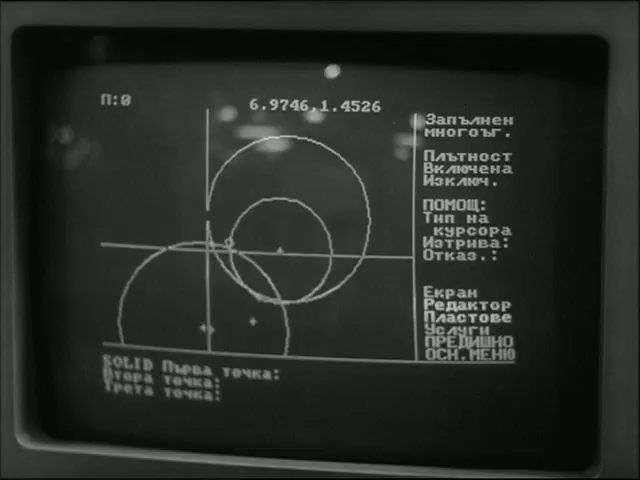 П:0
6.9746,1.4526
Запълнен
многоъг.
Плътност
Включена
Изключ.
ПОМОЩ:
Тип на
курсора
Изтрива:
Отказ.:
Екран
Редактор
Пластове
Услуги
ПРЕДИШНО
ОСН.МЕНЮ
SOLID Първа точка:
Втора точка:
Трета точка: